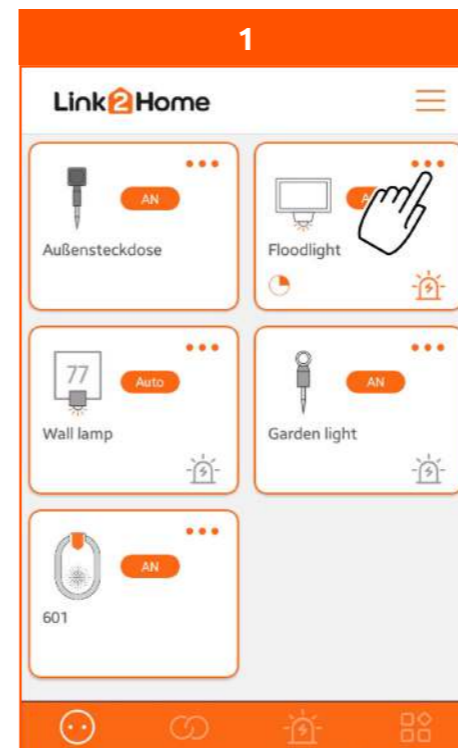 1
Link2Home
AN
Außensteckdose
Floodlight
77
Auto
Wall lamp
AN
Garden light
AN
601